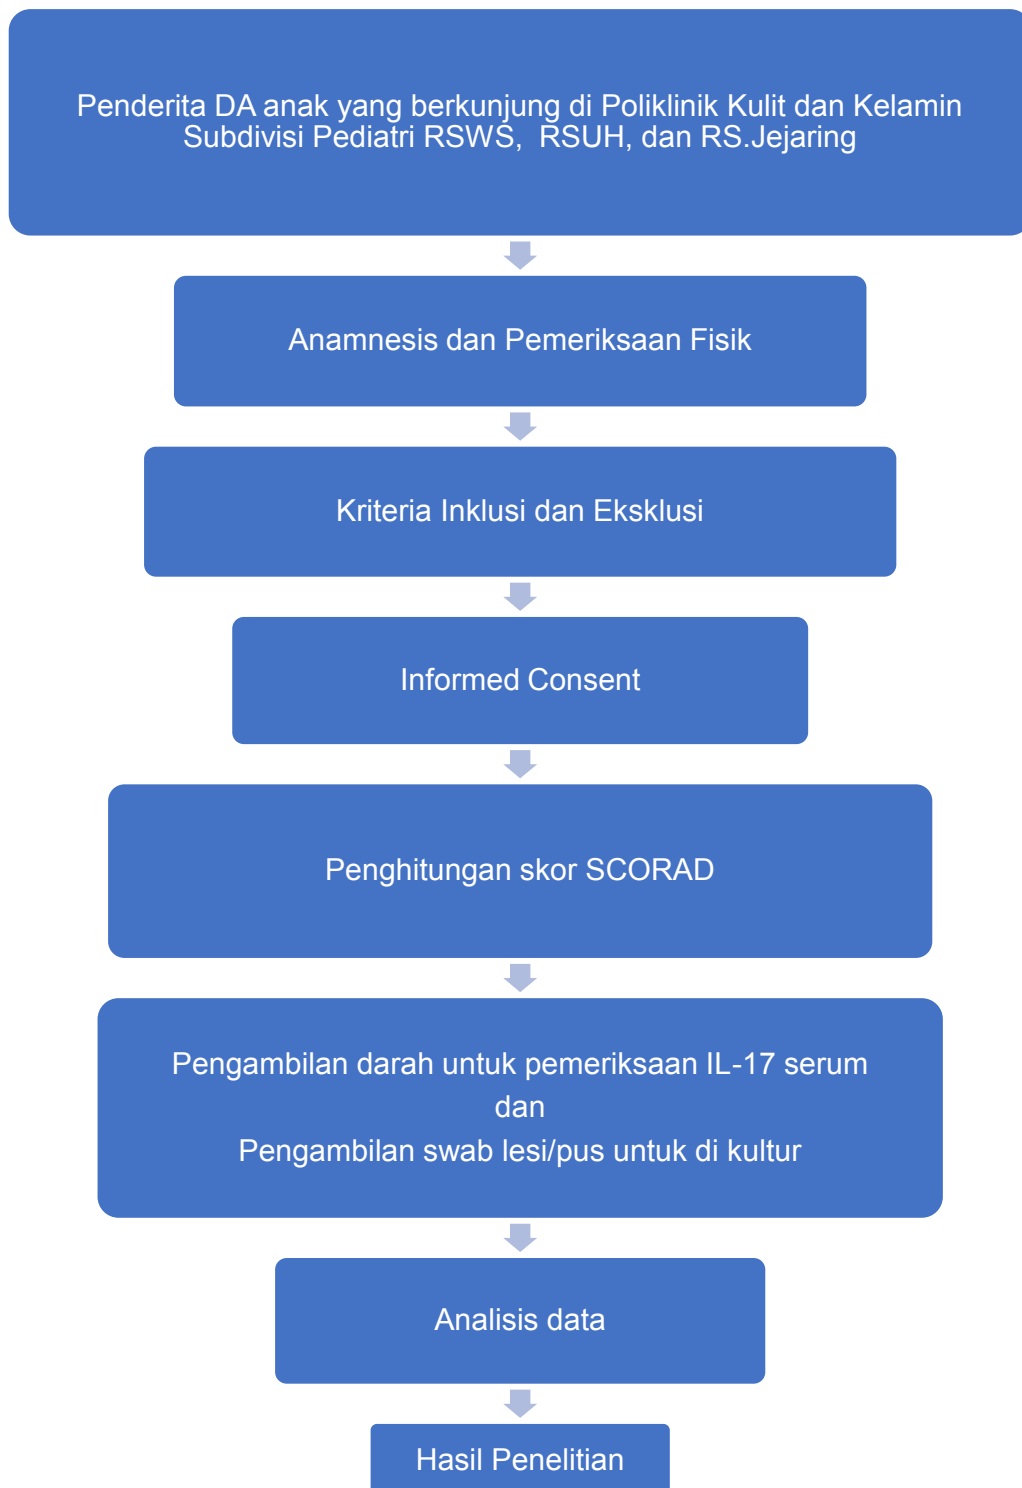 Penderita DA anak yang berkunjung di Poliklinik Kulit dan Kelamin
Subdivisi Pediatri RSWS,  RSUH, dan RS.Jejaring
Anamnesis dan Pemeriksaan Fisik
Kriteria Inklusi dan Eksklusi
Informed Consent
Penghitungan skor SCORAD
Pengambilan darah untuk pemeriksaan IL-17 serum
dan
Pengambilan swab lesi/pus untuk di kultur
Analisis data
Hasil Penelitian